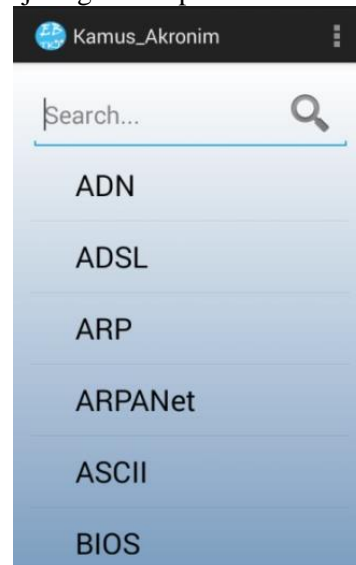 Kamus_Akronim
Search...
ADN
ADSL
ARP
ARPANet
ASCII
BIOS